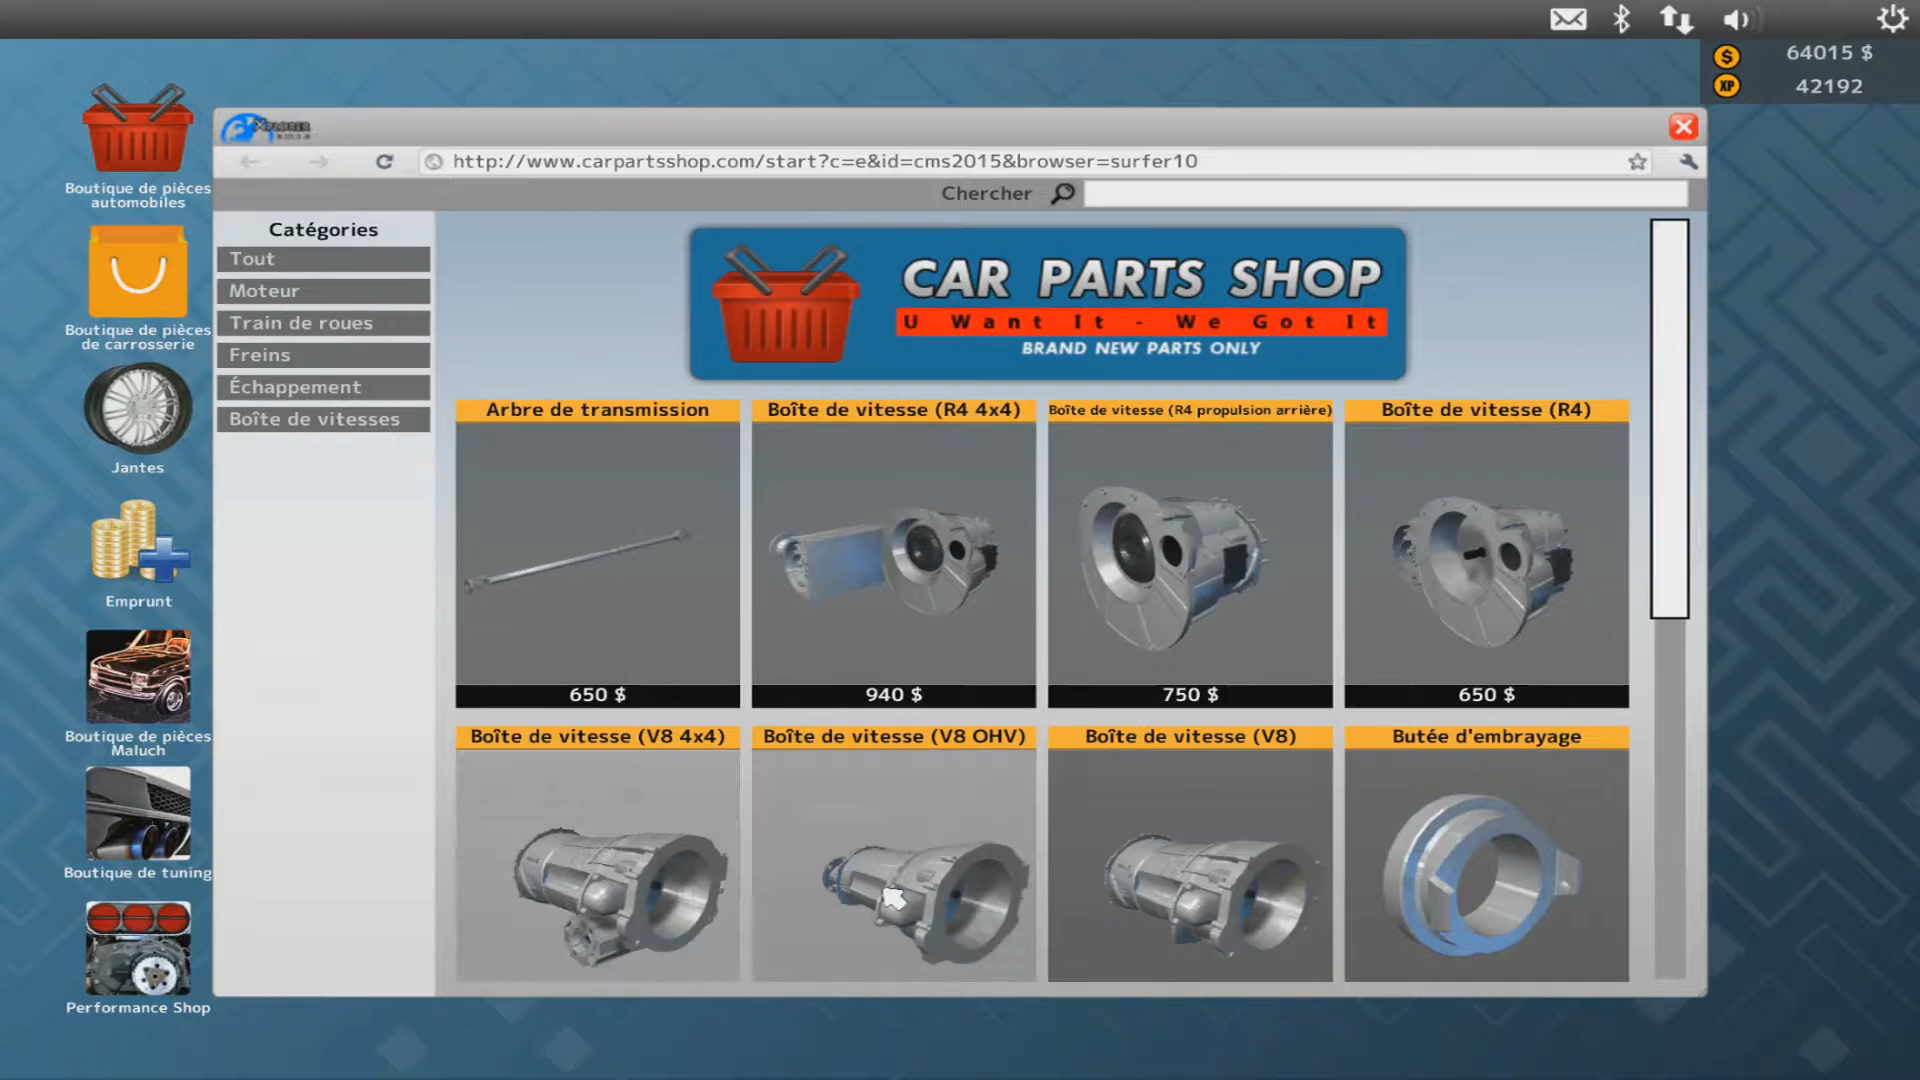 64015 $
XP
42192
http://www.carpartsshop.com/start?c=e&id=cms2015&browser=surfer10
Chercher
Boutique de pièces
automobiles
Boutique de pièces
de carrosserie
Jantes
Emprunt
Boutique de pièces
Maluch
Boutique de tuning
Performance Shop
Catégories
Tout
Moteur
Train de roues
Freins
Échappement
Boîte de vitesses
CAR PARTS SHOP
U Want It - We Got It
BRAND NEW PARTS ONLY
Arbre de transmission
650 $
Boîte de vitesse (R4 4x4)
940 $
Boîte de vitesse (R4 propulsion arrière)
750 $
Boîte de vitesse (R4)
650 $
Boîte de vitesse (V8 4x4)
Boîte de vitesse (V8 OHV)
Boîte de vitesse (V8)
Butée d'embrayage